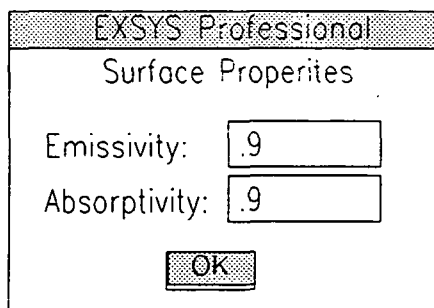 EXSYS Professional
Surface Properites
Emissivity: .9
Absorptivity: .9
OK